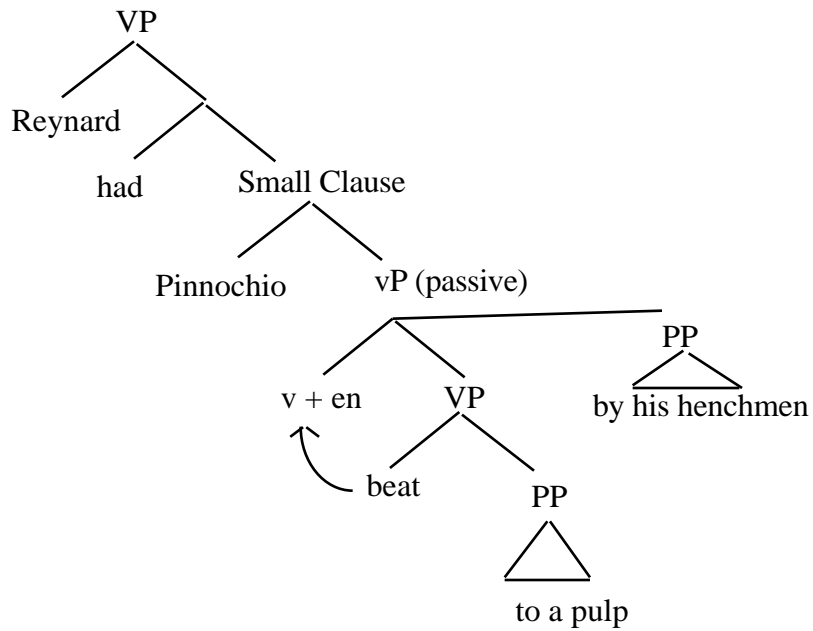 VP
Reynard
had
Small Clause
Pinnochio
vP (passive)
PP
v + en
VP
by his henchmen
beat
PP
to a pulp